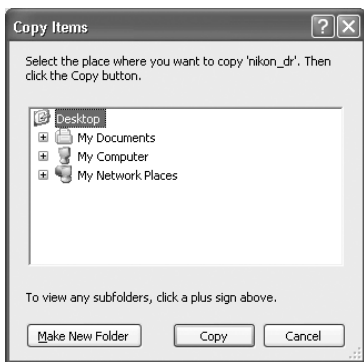 Copy Items
Select the place where you want to copy 'nikon_dr'. Then
click the Copy button.
Desktop
My Documents
My Computer
My Network Places
To view any subfolders, click a plus sign above.
Make New Folder
Copy
Cancel